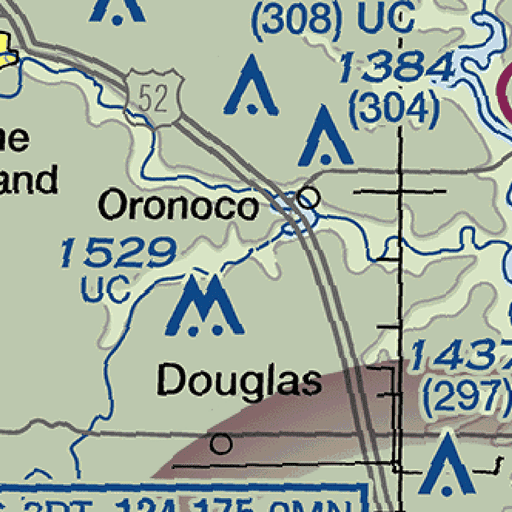 (308) UC
1384
(304)
52
and
Oronoco
1529
UC
1437
(297)
Douglas